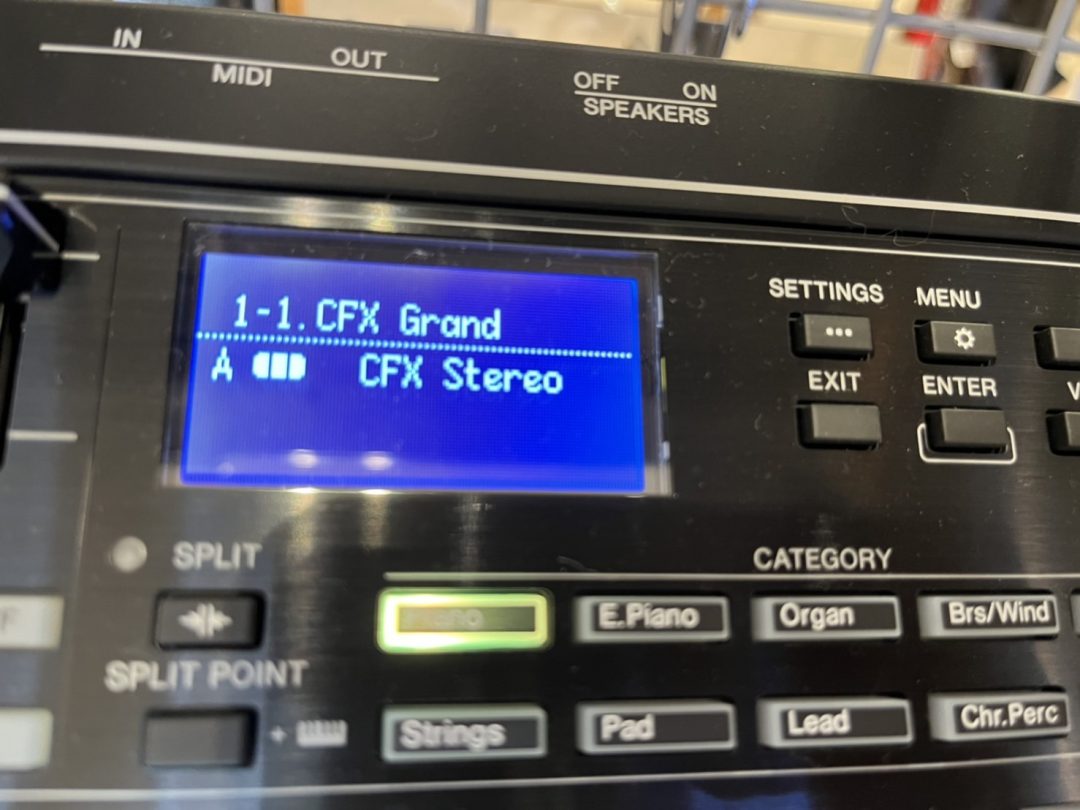 IN
OUT
MIDI
OFF
ON
SPEAKERS
1-1.CFX Grand
A CFX Stereo
SETTINGS
MENU
EXIT
ENTER
SPLIT
CATEGORY
Piano
E.Piano
Organ
Brs/Wind
SPLIT POINT
+
Strings
Pad
Lead
Chr.Perc